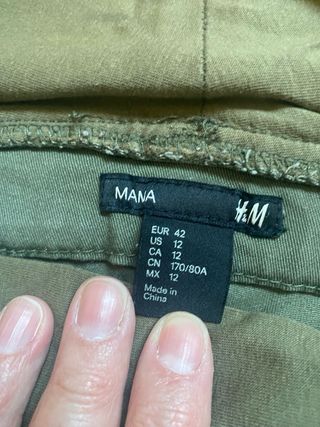 MAMA
H&M
EUR 42
US 12
CA 12
CN 170/80A
MX 12
Made in
China